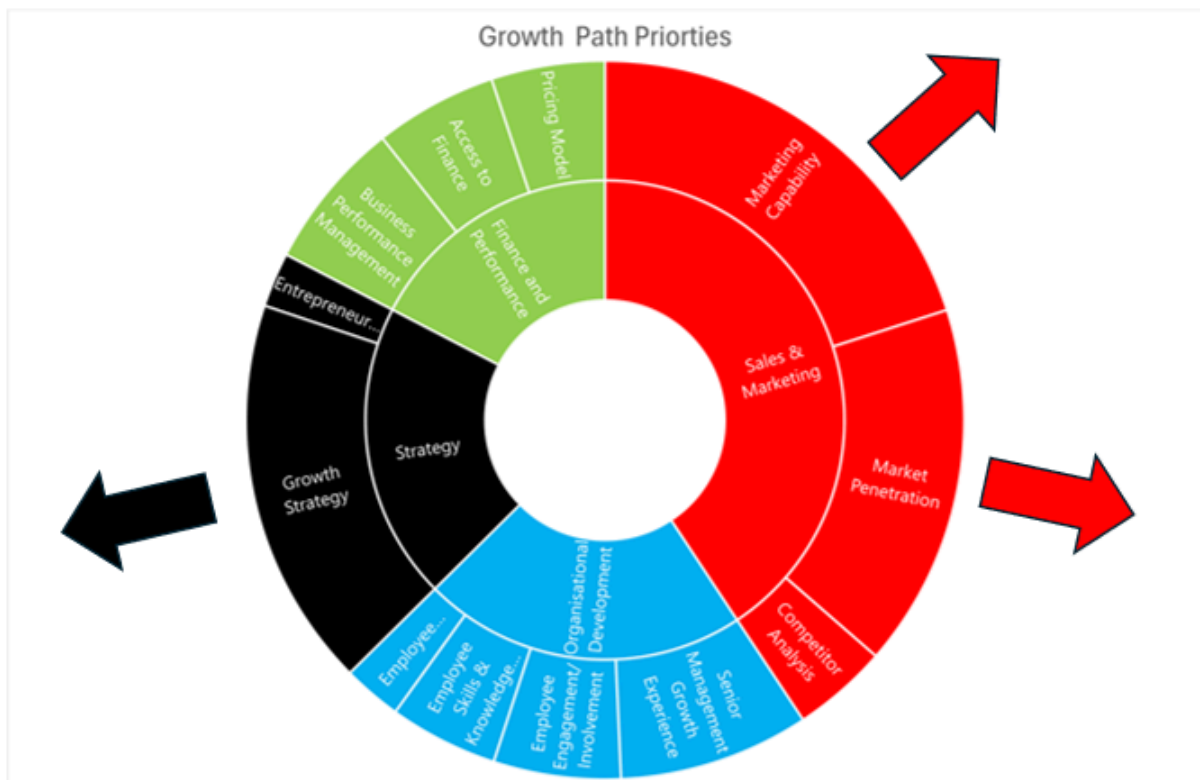 Growth Path Priorties
Marketing
Capability
Sales &
Marketing
Market
Penetration
Competitor
Analysis
Organisational
Development
Senior
Management
Growth
Experience
Employee
Engagement/
Involvement
Employee
Skills &
Knowledge...
Employee...
Strategy
Growth
Strategy
Entrepreneur...
Finance and
Performance
Business
Performance
Management
Access to
Finance
Pricing Model